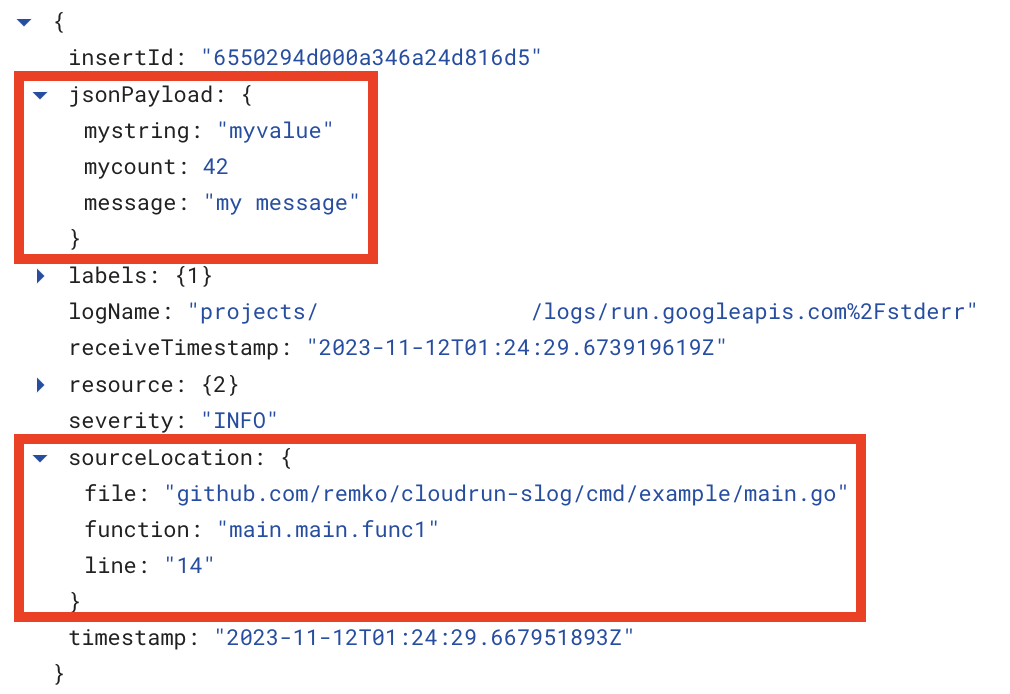 {
insertId: "6550294d000a346a24d816d5"
jsonPayload: {
mystring: "myvalue"
mycount: 42
message: "my message"
}
labels: {1}
logName: "projects/ /logs/run.googleapis.com%2Fstderr"
receiveTimestamp: "2023-11-12T01:24:29.673919619Z"
resource: {2}
severity: "INFO"
sourceLocation: {
file: "github.com/remko/cloudrun-slog/cmd/example/main.go"
function: "main.main.func1"
line: "14"
}
timestamp: "2023-11-12T01:24:29.667951893Z"
}